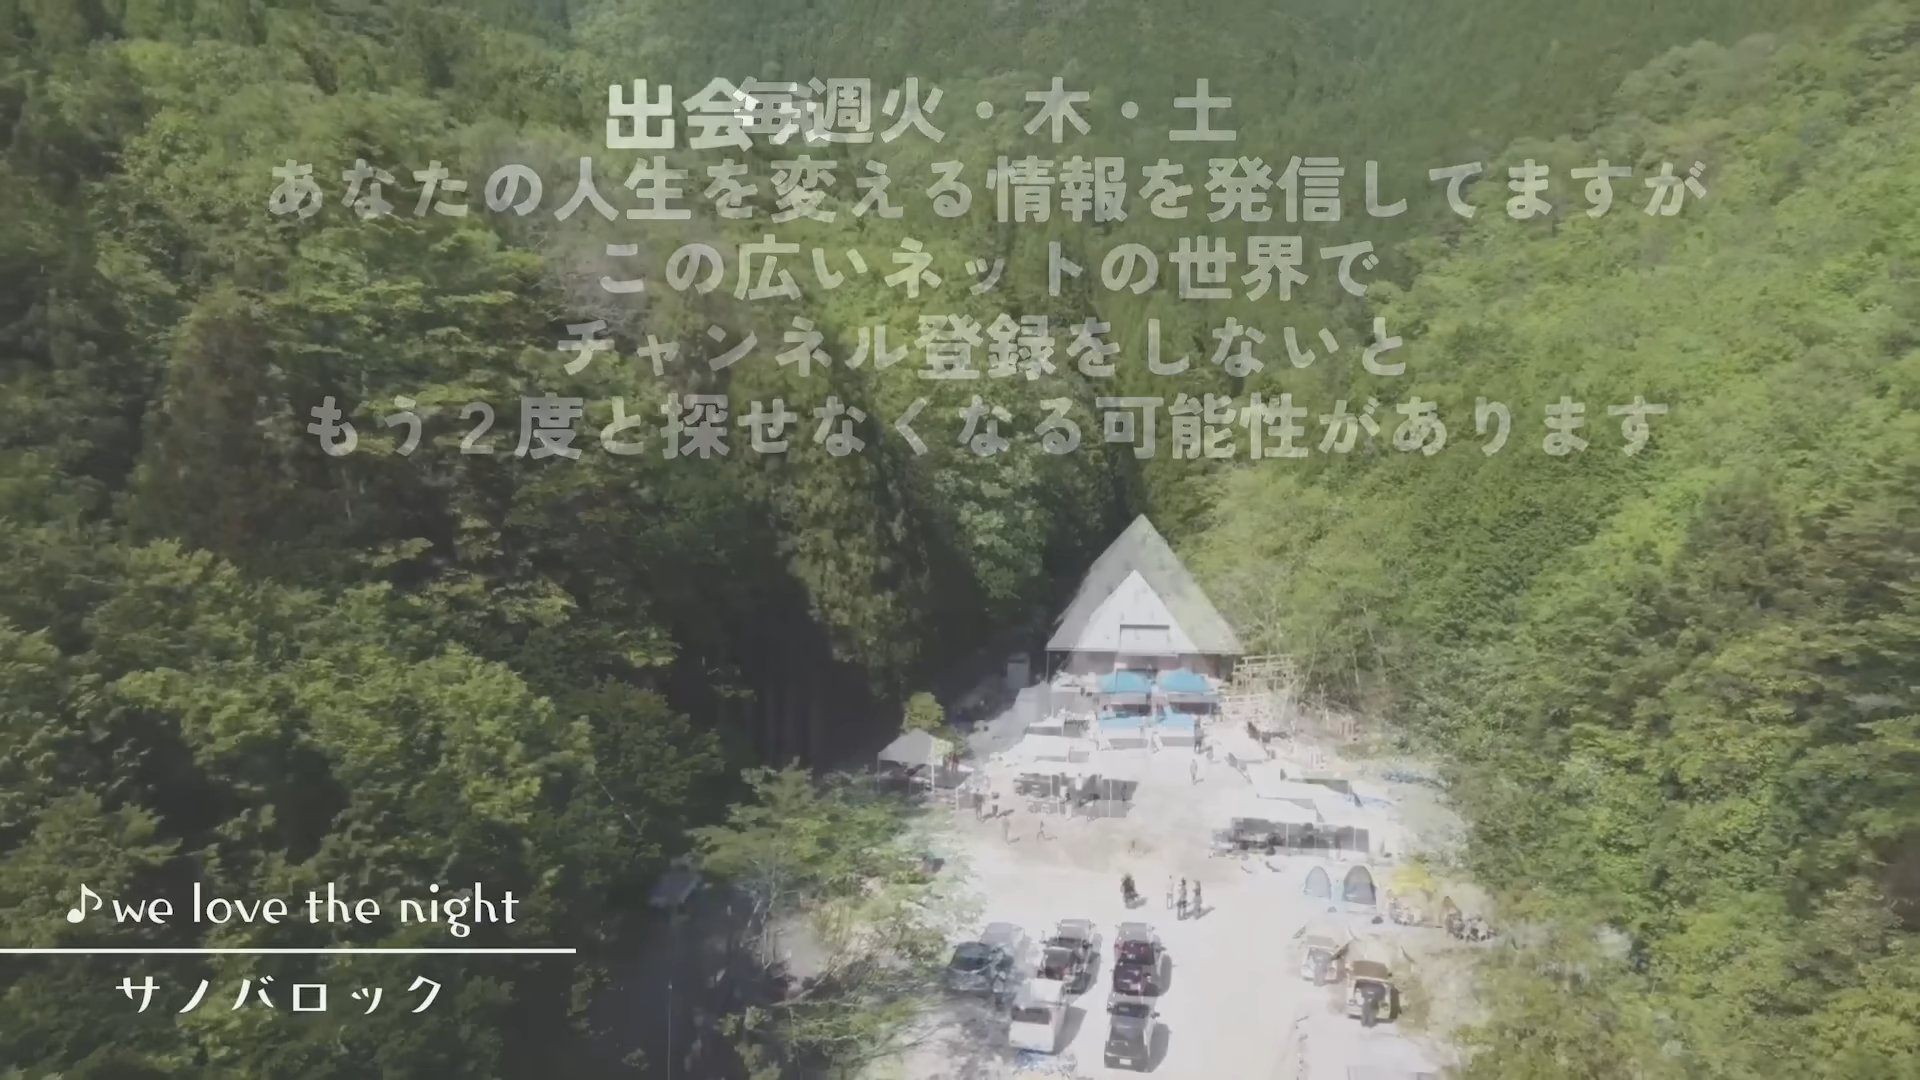 出会 毎週火・木・土
あなたの人生を変える情報を発信してますが
この広いネットの世界で
チャンネル登録をしないと
もう２度と探せなくなる可能性があります
♪we love the night
サノバロック